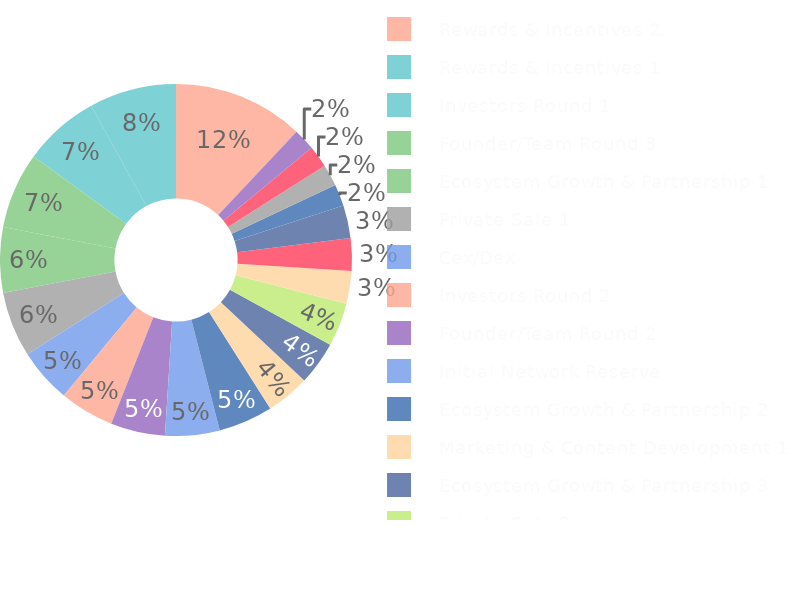 12%
2%
2%
2%
2%
3%
3%
3%
4%
4%
4%
5%
5%
5%
5%
5%
6%
6%
7%
7%
8%
Rewards & Incentives 2
Rewards & Incentives 1
Investors Round 1
Founder/Team Round 3
Ecosystem Growth & Partnership 1
Private Sale 1
Cex/Dex
Investors Round 2
Founder/Team Round 2
Initial Network Reserve
Ecosystem Growth & Partnership 2
Marketing & Content Development 1
Ecosystem Growth & Partnership 3